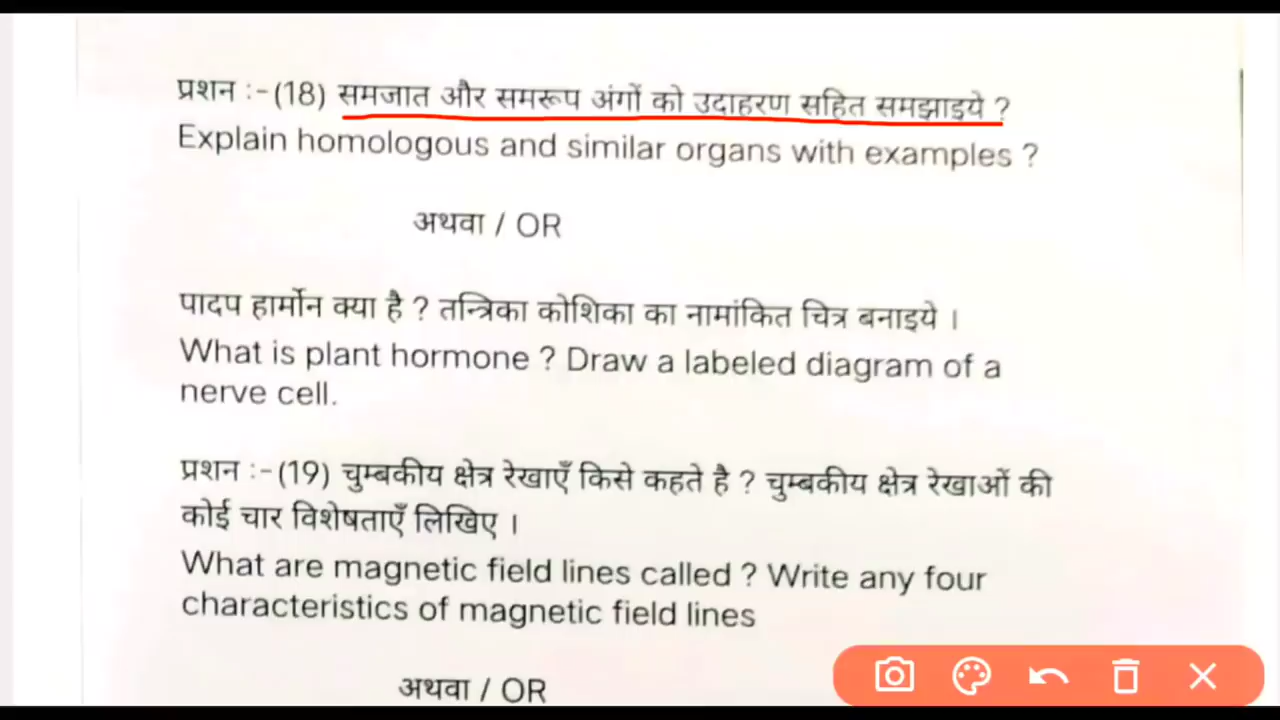 प्रशन :-(18) समजात और समरूप अंगों को उदाहरण सहित समझाइये ?
Explain homologous and similar organs with examples ?
अथवा / OR
पादप हार्मोन क्या है ? तन्त्रिका कोशिका का नामांकित चित्र बनाइये ।
What is plant hormone ? Draw a labeled diagram of a
nerve cell.
प्रशन :-(19) चुम्बकीय क्षेत्र रेखाएँ किसे कहते है ? चुम्बकीय क्षेत्र रेखाओं की
कोई चार विशेषताएँ लिखिए ।
What are magnetic field lines called ? Write any four
characteristics of magnetic field lines
अथवा / OR